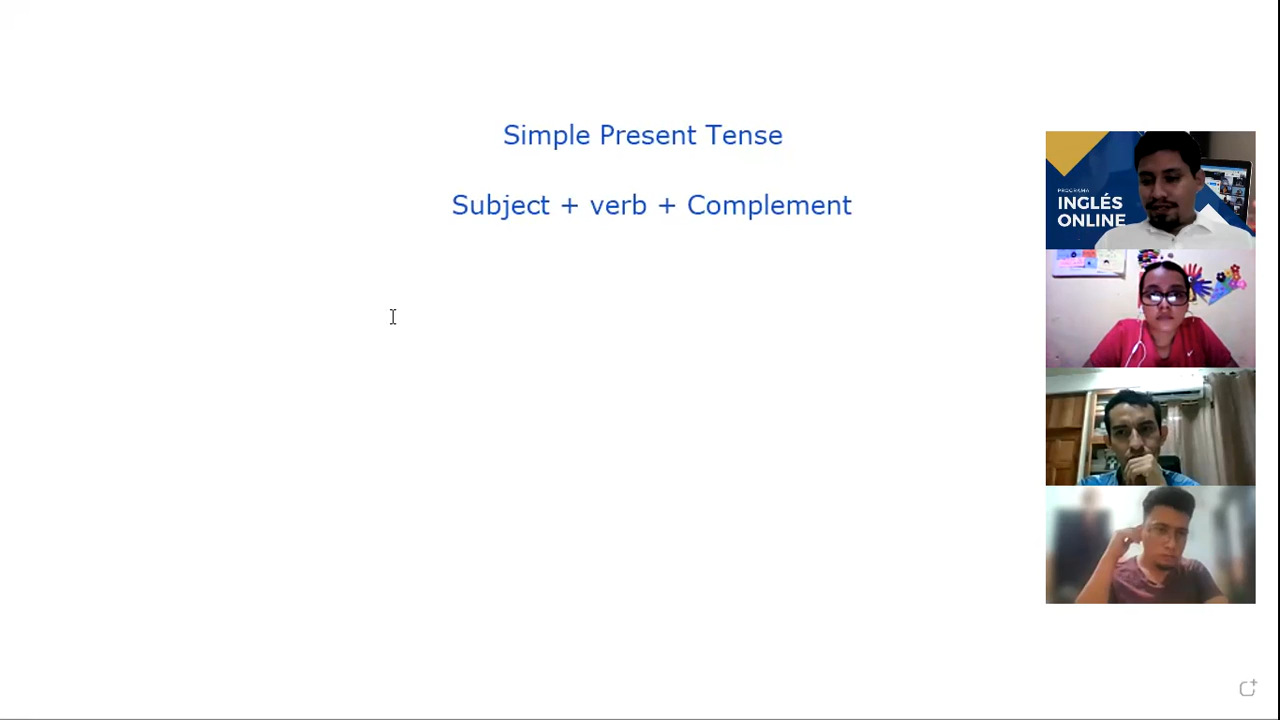 Simple Present Tense
Subject + verb + Complement
PROGRAMA
INGLÉS
ONLINE